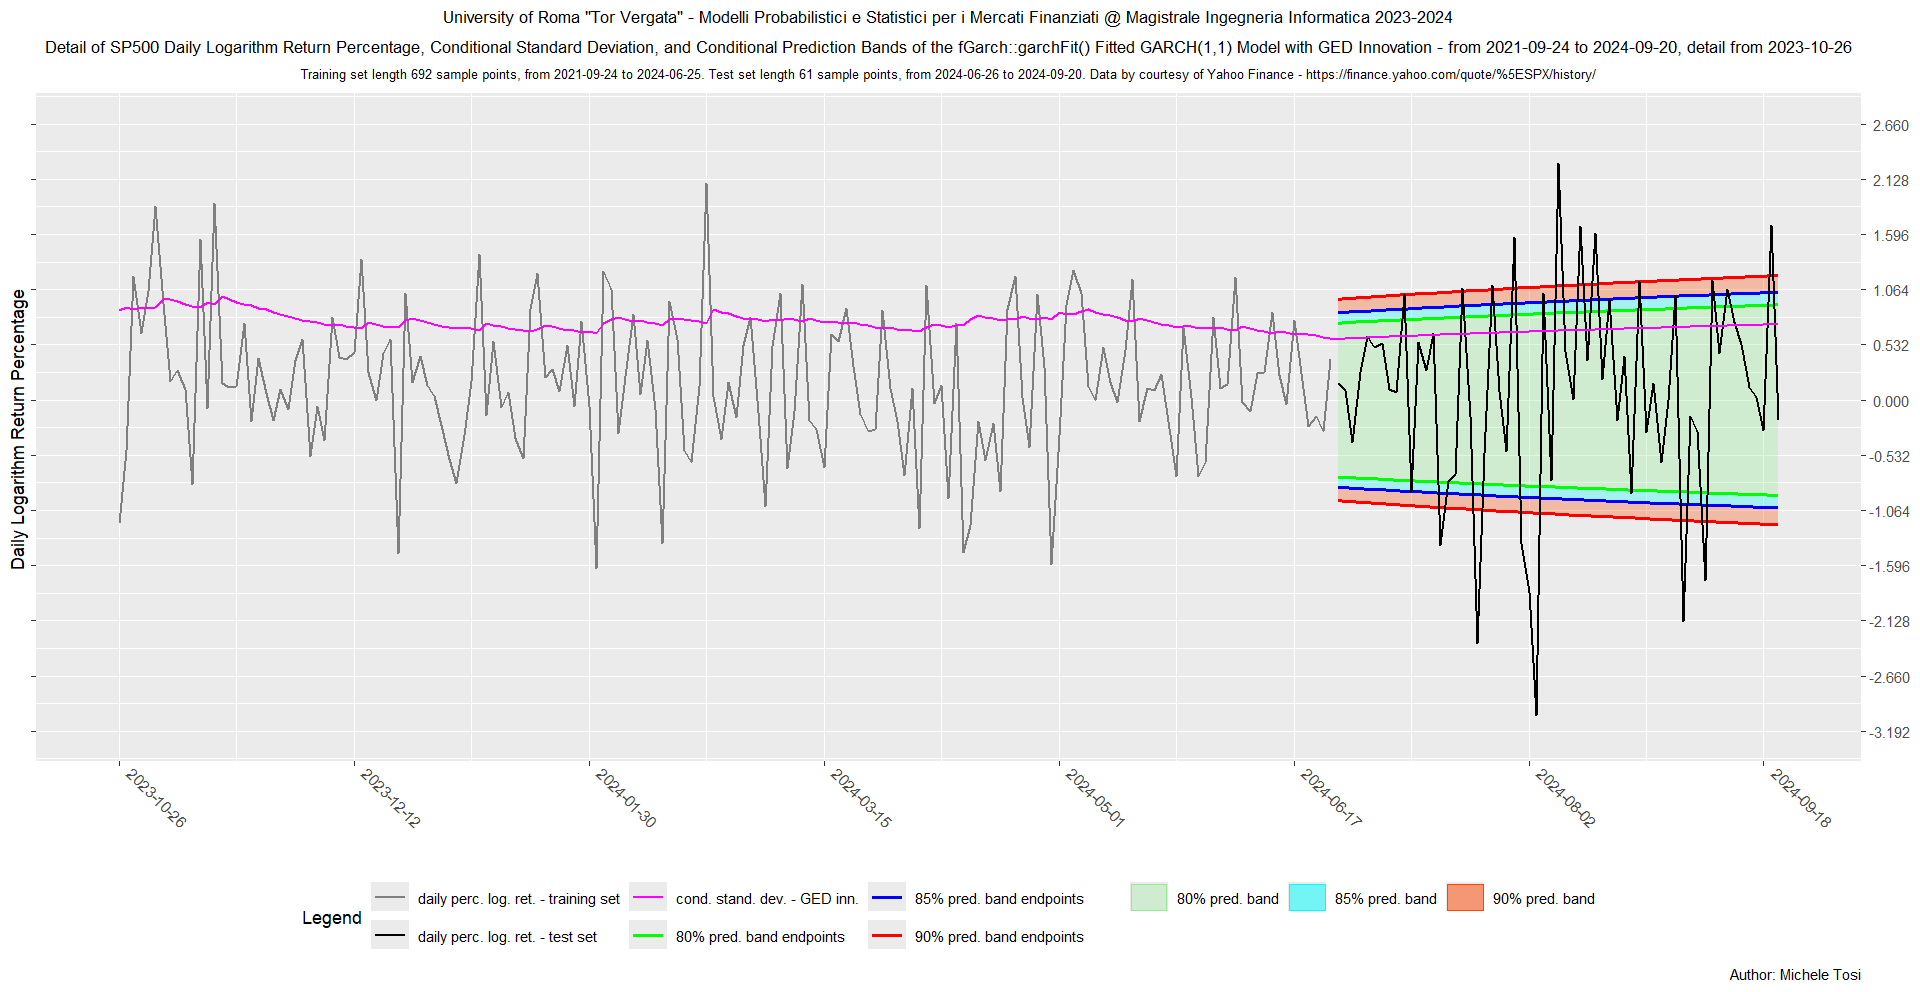 University of Roma "Tor Vergata" - Modelli Probabilistici e Statistici per i Mercati Finanziati @ Magistrale Ingegneria Informatica 2023-2024
Detail of SP500 Daily Logarithm Return Percentage, Conditional Standard Deviation, and Conditional Prediction Bands of the fGarch::garchFit() Fitted GARCH(1,1) Model with GED Innovation - from 2021-09-24 to 2024-09-20, detail from 2023-10-26
Training set length 692 sample points, from 2021-09-24 to 2024-06-25. Test set length 61 sample points, from 2024-06-26 to 2024-09-20. Data by courtesy of Yahoo Finance - https://finance.yahoo.com/quote/%5ESPX/history/
Daily Logarithm Return Percentage
2.660
2.128
1.596
1.064
0.532
0.000
-0.532
-1.064
-1.596
-2.128
-2.660
-3.192
2023-10-26
2023-12-12
2024-01-30
2024-03-15
2024-05-01
2024-06-17
2024-08-02
2024-09-18
Legend
daily perc. log. ret. - training set
cond. stand. dev. - GED inn.
85% pred. band endpoints
80% pred. band
85% pred. band
90% pred. band
daily perc. log. ret. - test set
80% pred. band endpoints
90% pred. band endpoints
Author: Michele Tosi